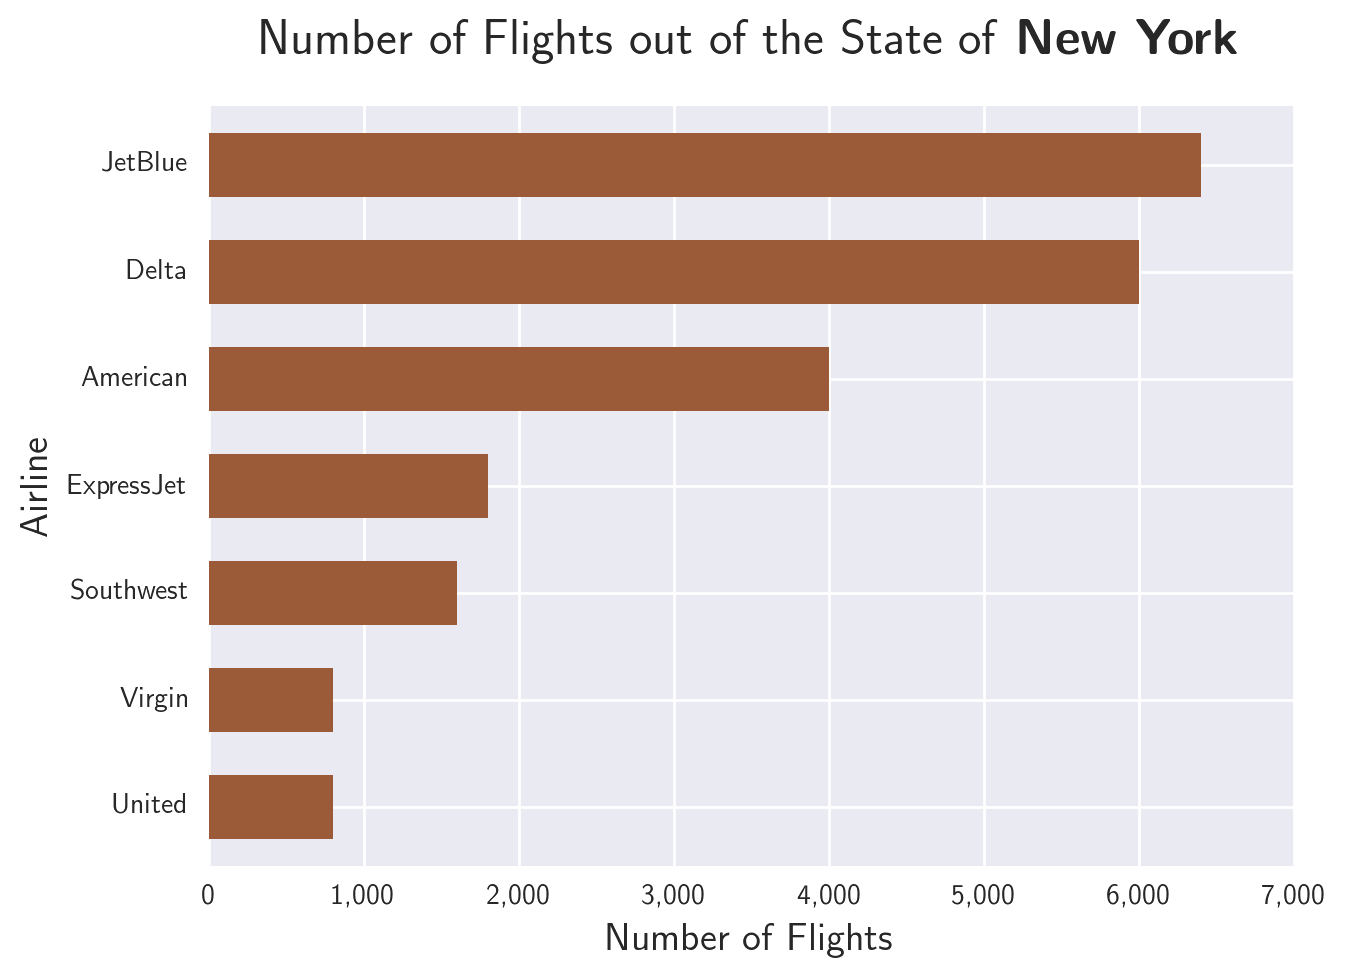 Number of Flights out of the State of New York
JetBlue
Delta
American
ExpressJet
Southwest
Virgin
United
Airline
0 1,000 2,000 3,000 4,000 5,000 6,000 7,000
Number of Flights